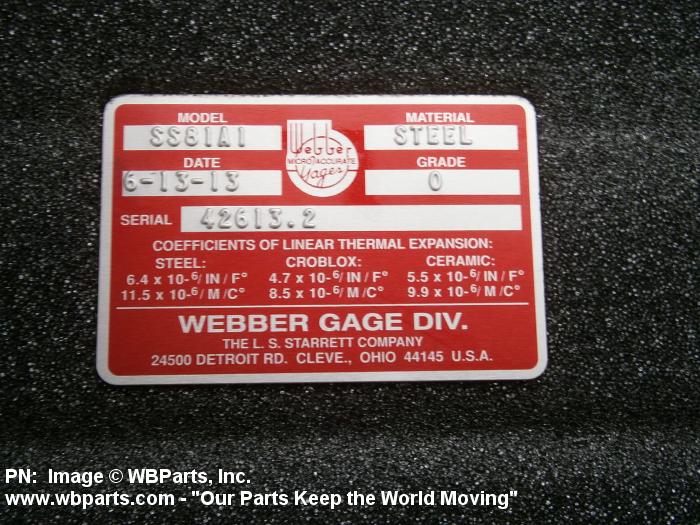 MODEL MATERIAL
SS81A1 STEEL
Webber
MICRO ACCURATE
Gages
DATE GRADE
6-13-13 0
SERIAL 42613.2
COEFFICIENTS OF LINEAR THERMAL EXPANSION:
STEEL: CROBLOX: CERAMIC:
6.4 x 10-6/ IN / F° 4.7 x 10-6/ IN / F° 5.5 x 10-6/ IN / F°
11.5 x 10-6/ M /C° 8.5 x 10-6/ M /C° 9.9 x 10-6/ M /C°
WEBBER GAGE DIV.
THE L. S. STARRETT COMPANY
24500 DETROIT RD. CLEVE., OHIO 44145 U.S.A.
PN: Image © WBParts, Inc.
www.wbparts.com - "Our Parts Keep the World Moving"